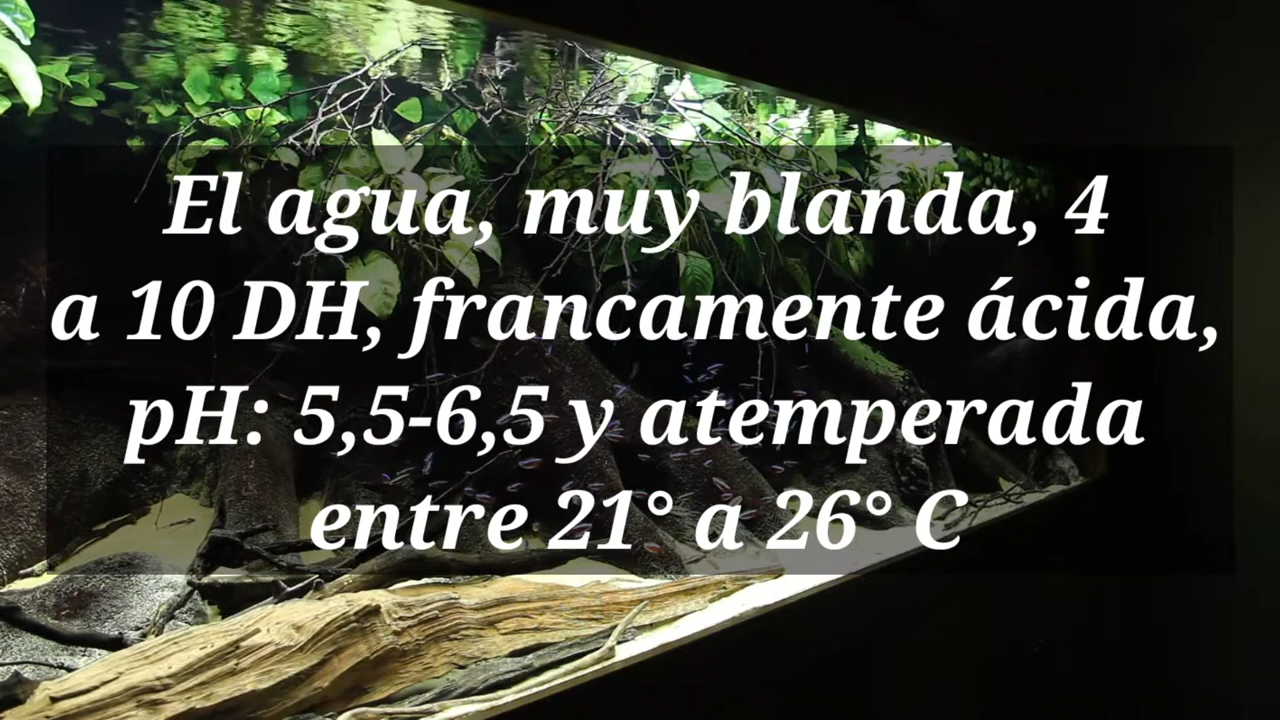 El agua, muy blanda, 4
a 10 DH, francamente ácida,
pH: 5,5-6,5 y atemperada
entre 21° a 26° C